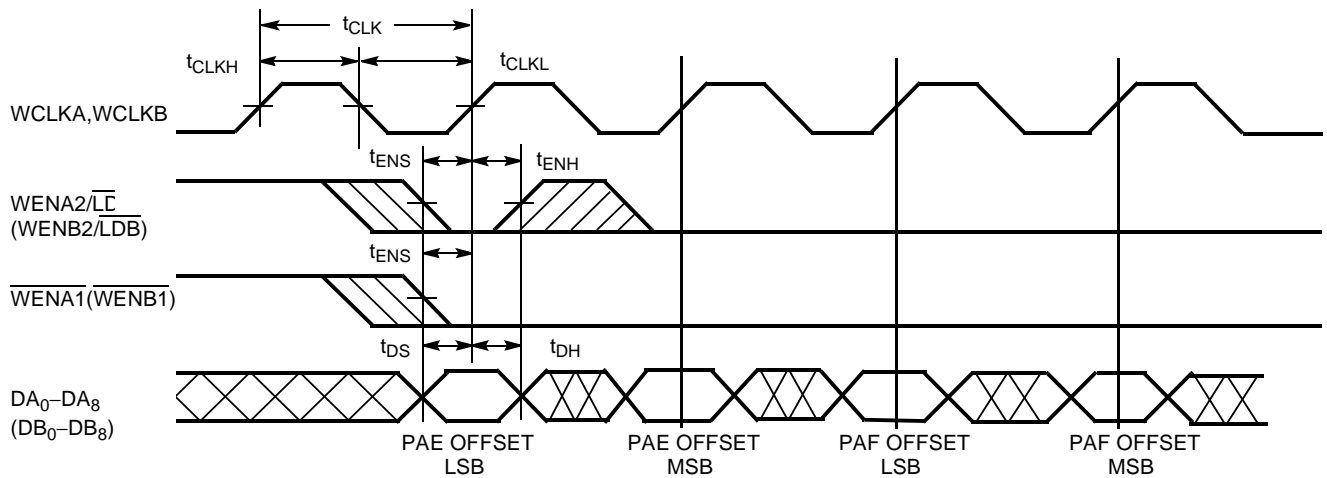 tCLK
tCLKH
tCLKL
WCLKA,WCLKB
tENS
tENH
WENA2/LD
(WENB2/LDB)
tENS
WENA1(WENB1)
tDS
tDH
DA0–DA8
(DB0–DB8)
PAE OFFSET
LSB
PAE OFFSET
MSB
PAF OFFSET
LSB
PAF OFFSET
MSB